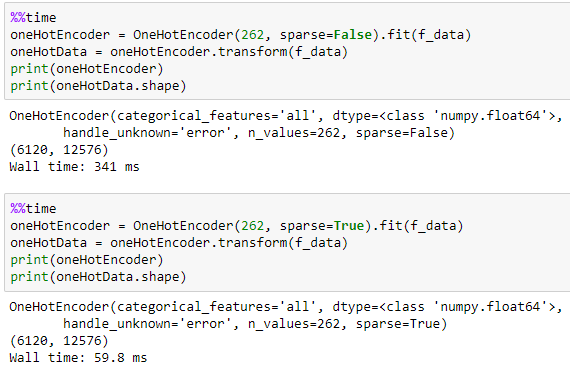 %%time
oneHotEncoder = OneHotEncoder(262, sparse=False).fit(f_data)
oneHotData = oneHotEncoder.transform(f_data)
print(oneHotEncoder)
print(oneHotData.shape)
OneHotEncoder(categorical_features='all', dtype=<class 'numpy.float64'>,
handle_unknown='error', n_values=262, sparse=False)
(6120, 12576)
Wall time: 341 ms
%%time
oneHotEncoder = OneHotEncoder(262, sparse=True).fit(f_data)
oneHotData = oneHotEncoder.transform(f_data)
print(oneHotEncoder)
print(oneHotData.shape)
OneHotEncoder(categorical_features='all', dtype=<class 'numpy.float64'>,
handle_unknown='error', n_values=262, sparse=True)
(6120, 12576)
Wall time: 59.8 ms